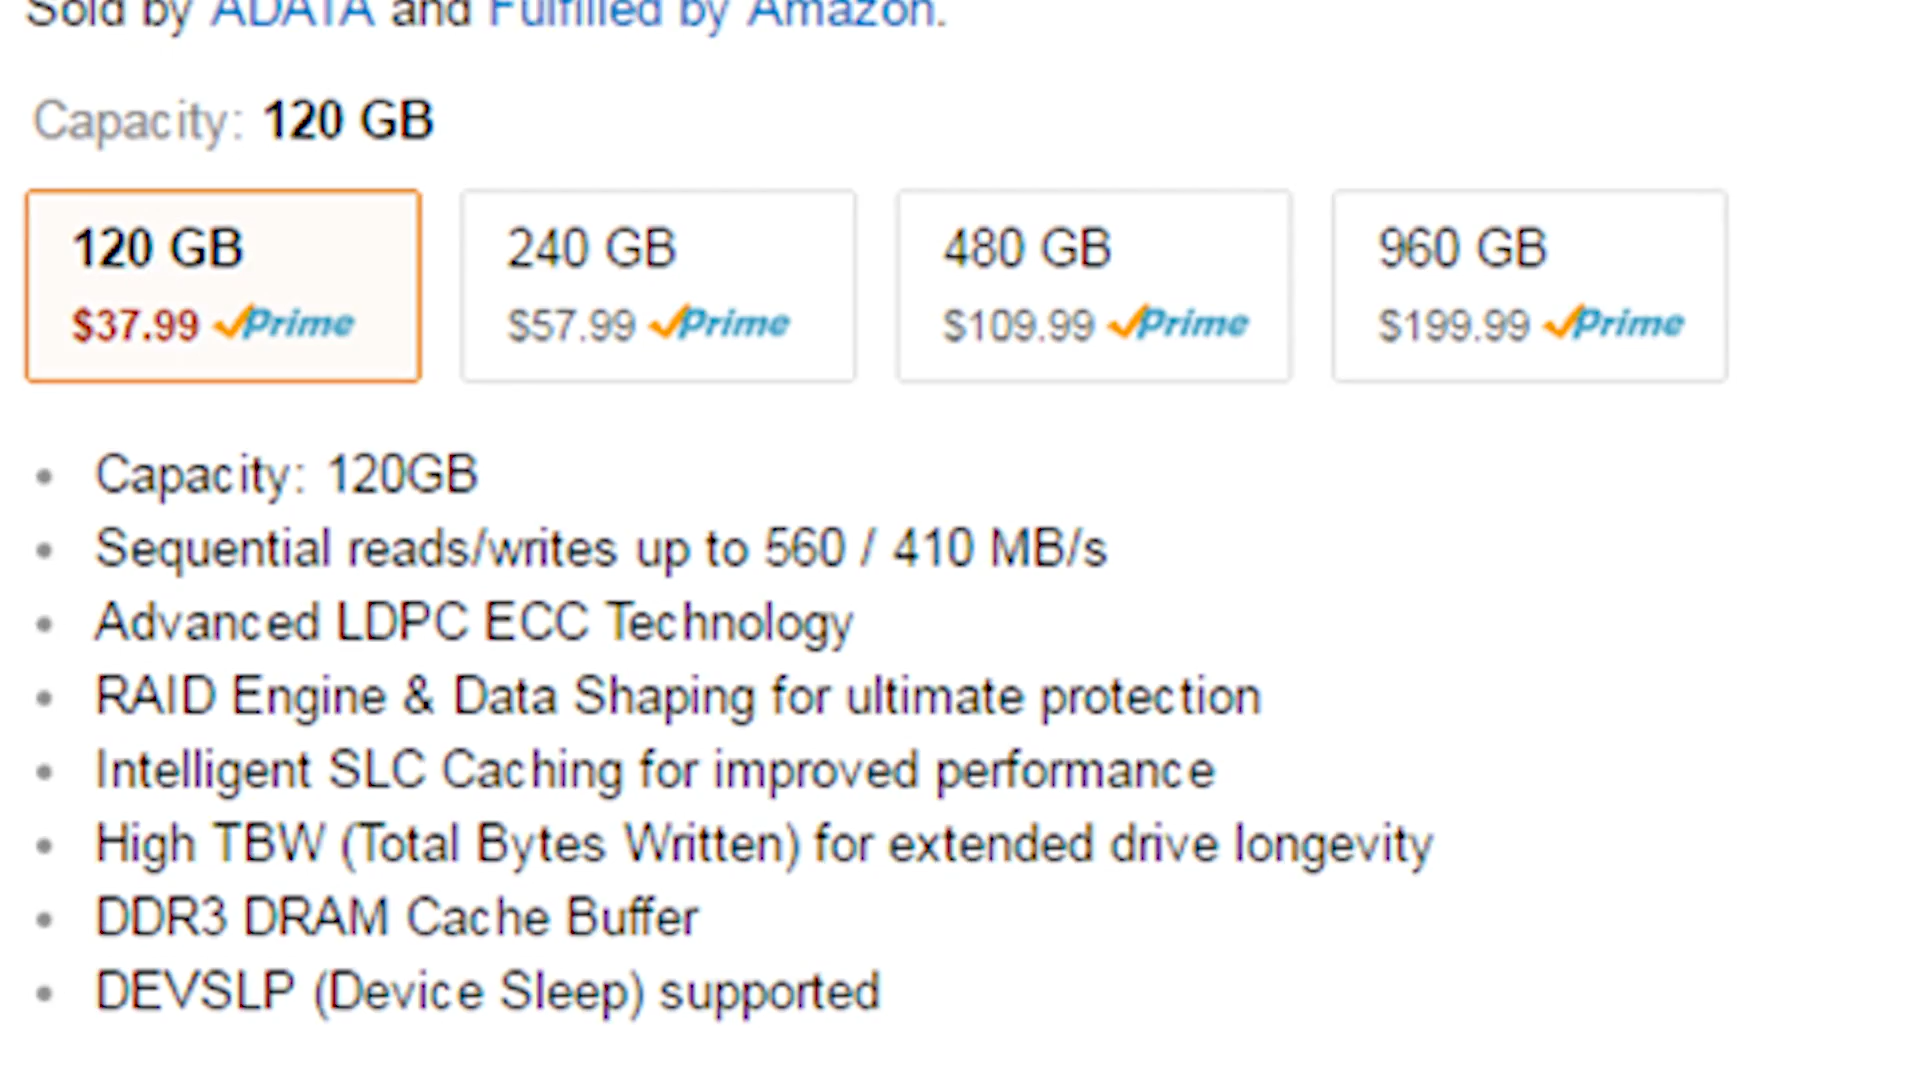 Sold by ADATA and Fulfilled by Amazon.
Capacity: 120 GB
120 GB 240 GB 480 GB 960 GB
$37.99 Prime $57.99 Prime $109.99 Prime $199.99 Prime
• Capacity: 120GB
• Sequential reads/writes up to 560 / 410 MB/s
• Advanced LDPC ECC Technology
• RAID Engine & Data Shaping for ultimate protection
• Intelligent SLC Caching for improved performance
• High TBW (Total Bytes Written) for extended drive longevity
• DDR3 DRAM Cache Buffer
• DEVSLP (Device Sleep) supported